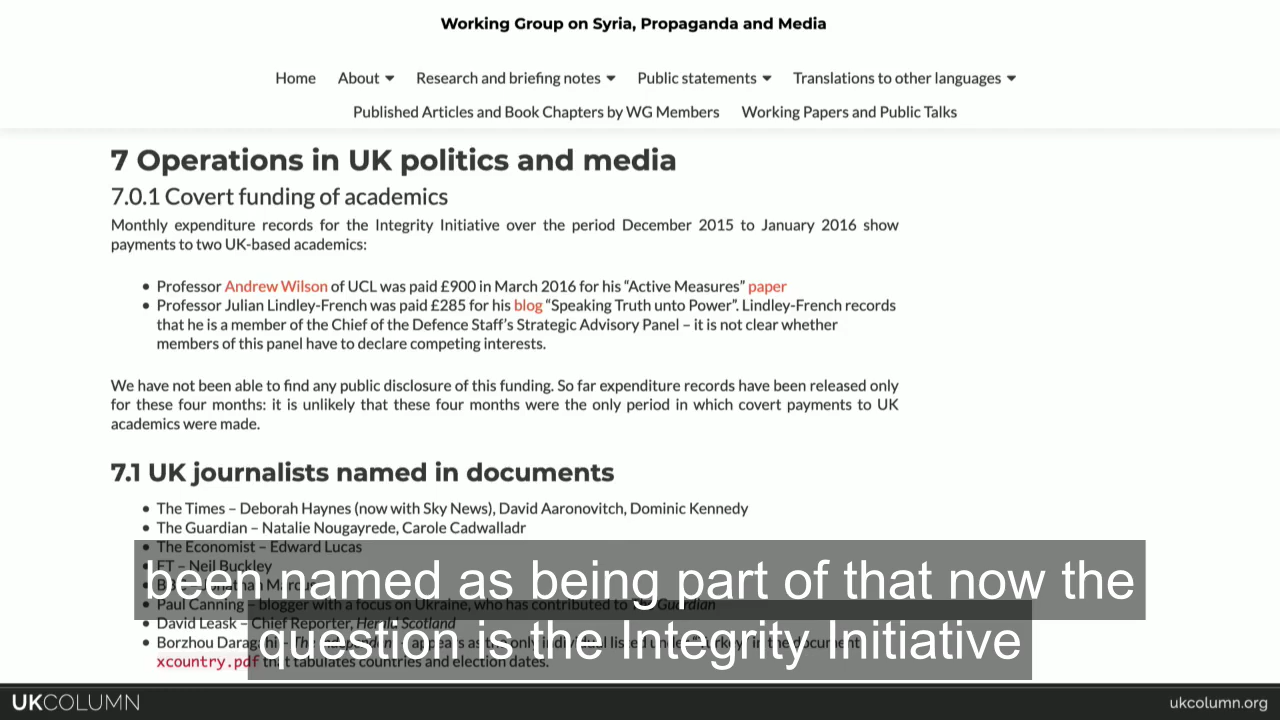 Working Group on Syria, Propaganda and Media
Home About Research and briefing notes Public statements Translations to other languages
Published Articles and Book Chapters by WG Members Working Papers and Public Talks
7 Operations in UK politics and media
7.0.1 Covert funding of academics
Monthly expenditure records for the Integrity Initiative over the period December 2015 to January 2016 show
payments to two UK-based academics:
• Professor Andrew Wilson of UCL was paid £900 in March 2016 for his “Active Measures” paper
• Professor Julian Lindley-French was paid £285 for his blog “Speaking Truth unto Power”. Lindley-French records
that he is a member of the Chief of the Defence Staff’s Strategic Advisory Panel – it is not clear whether
members of this panel have to declare competing interests.
We have not been able to find any public disclosure of this funding. So far expenditure records have been released only
for these four months: it is unlikely that these four months were the only period in which covert payments to UK
academics were made.
7.1 UK journalists named in documents
• The Times – Deborah Haynes (now with Sky News), David Aaronovitch, Dominic Kennedy
• The Guardian – Natalie Nougayrede, Carole Cadwalladr
• The Economist – Edward Lucas
• FT – Neil Buckley
been named as being part of that now the
• Paul Canning – blogger with a focus on Ukraine, who has contributed to The Guardian
• David Leask – Chief Reporter, Herald Scotland
question is the Integrity Initiative
• Borzhou appears as the only individual listed under in the document
xcountry.pdf that tabulates countries and election dates.
UKCOLUMN
ukcolumn.org